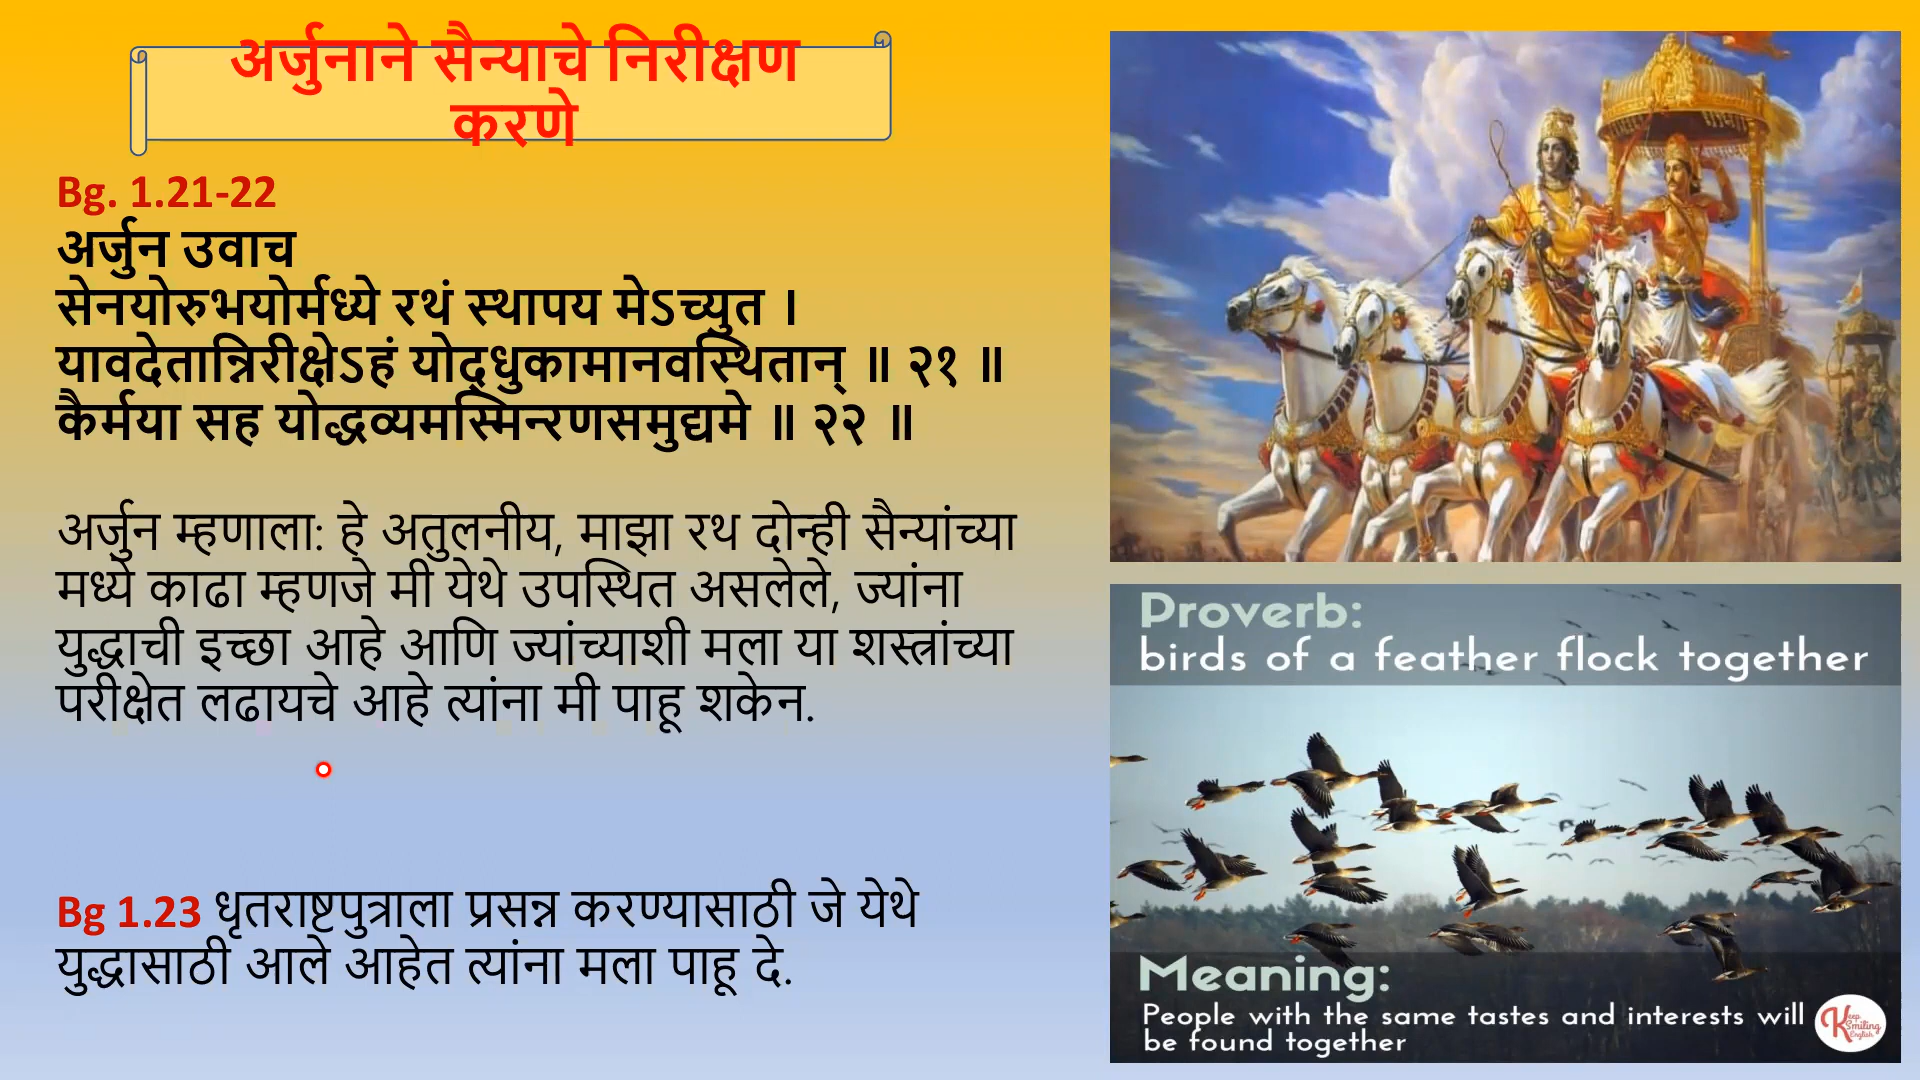 अर्जुनाने सैन्याचे निरीक्षण
करणे
Bg. 1.21-22
अर्जुन उवाच
सेनयोरुभयोर्मध्ये रथं स्थापय मेऽच्युत ।
यावदेतान्निरीक्षेऽहं योद्धुकामानवस्थितान् ॥ २१ ॥
कैर्मया सह योद्धव्यमस्मिन्रणसमुद्यमे ॥ २२ ॥
अर्जुन म्हणाला: हे अतुलनीय, माझा रथ दोन्ही सैन्यांच्या
मध्ये काढा म्हणजे मी येथे उपस्थित असलेले, ज्यांना
युद्धाची इच्छा आहे आणि ज्यांच्याशी मला या शस्त्रांच्या
परीक्षेत लढायचे आहे त्यांना मी पाहू शकेन.
Bg 1.23 धृतराष्ट्रपुत्राला प्रसन्न करण्यासाठी जे येथे
युद्धासाठी आले आहेत त्यांना मला पाहू दे.
Proverb:
birds of a feather flock together
Meaning:
People with the same tastes and interests will
be found together
Keep
Smiling
English